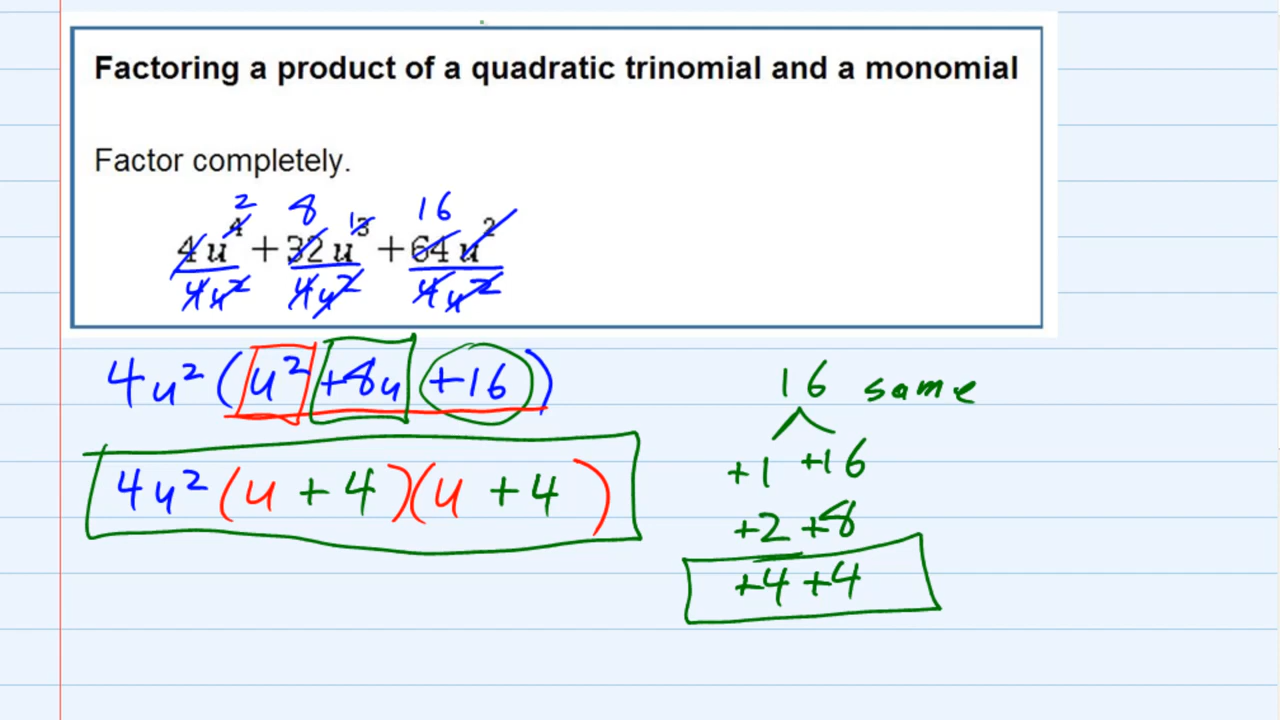 Factoring a product of a quadratic trinomial and a monomial
Factor completely.
2 8 1 16
4u⁴ + 32u³ + 64u²
4u² 4u² 4u²
4u² (u² +8u +16)
4u² (u + 4)(u + 4)
16 same
+1 +16
+2 +8
+4 +4